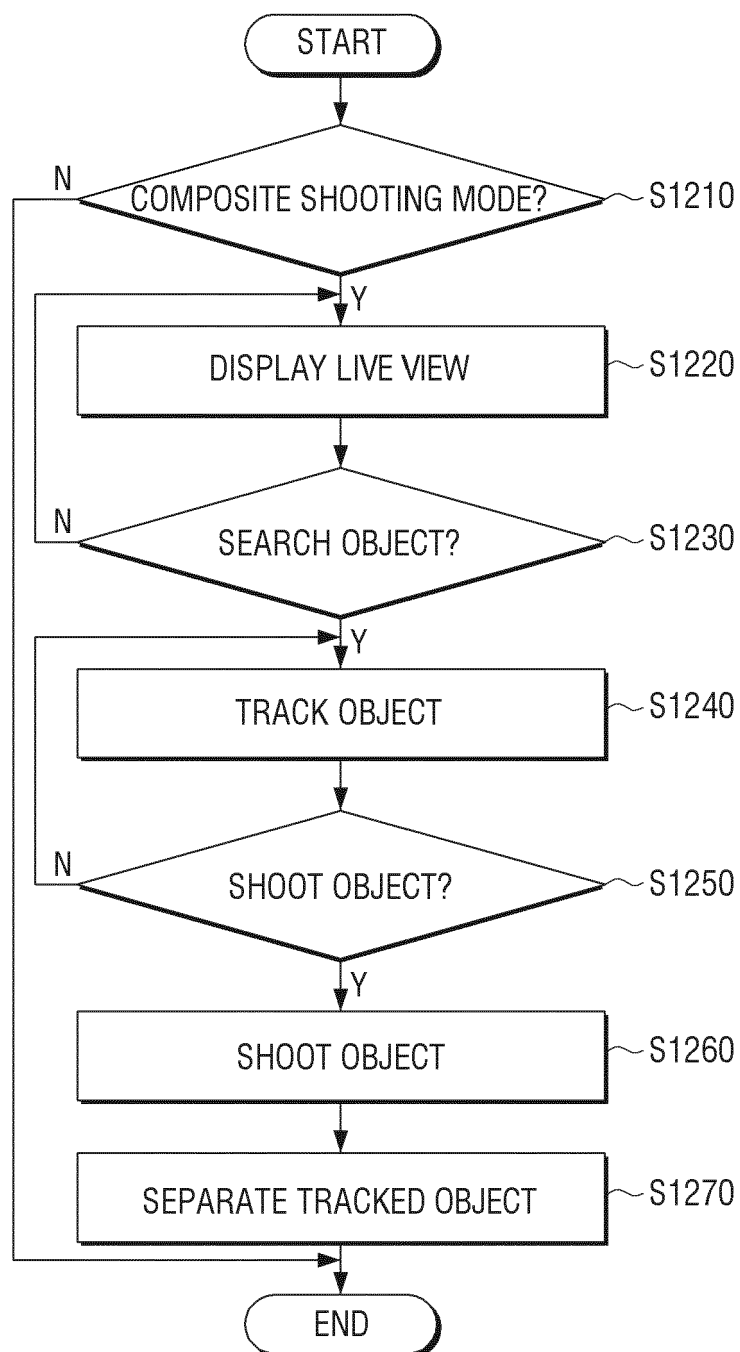 START
N
COMPOSITE SHOOTING MODE?
S1210
Y
DISPLAY LIVE VIEW
S1220
N
SEARCH OBJECT?
S1230
Y
TRACK OBJECT
S1240
N
SHOOT OBJECT?
S1250
Y
SHOOT OBJECT
S1260
SEPARATE TRACKED OBJECT
S1270
END